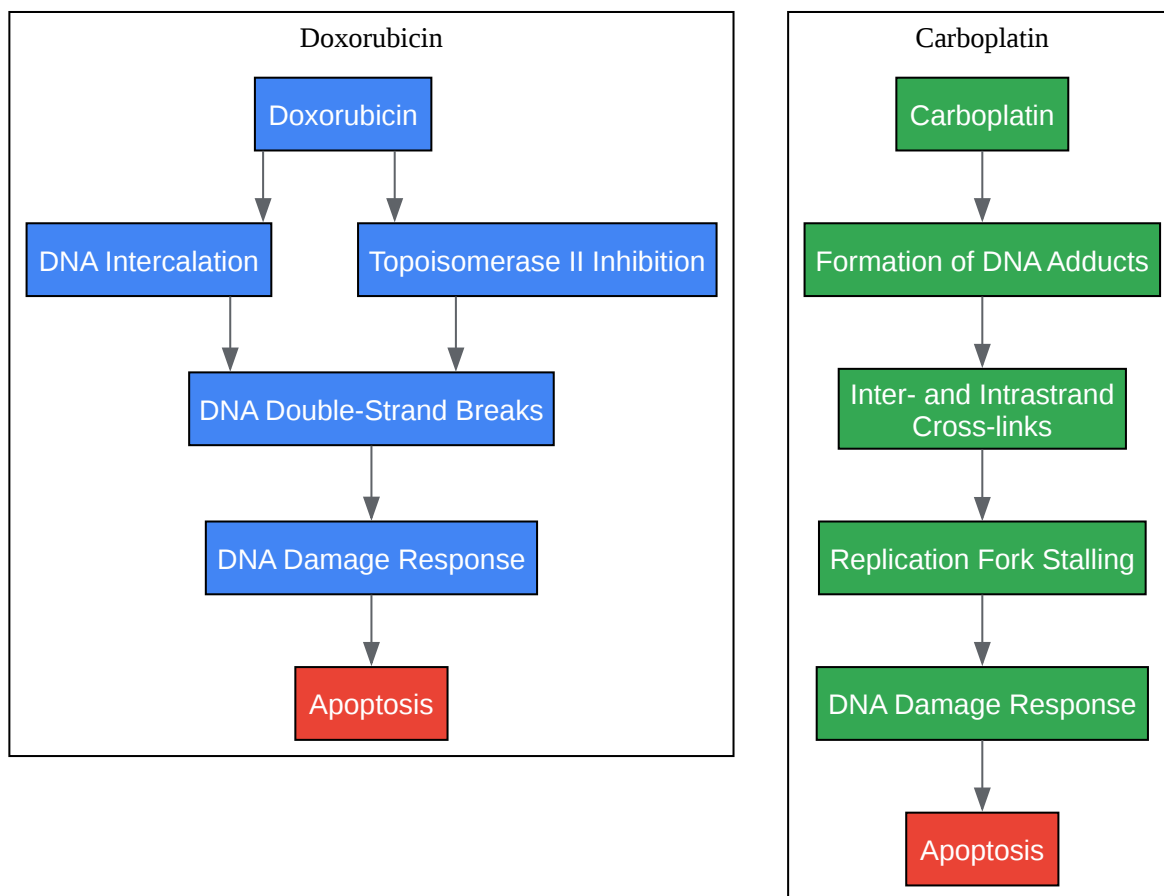 Doxorubicin
Doxorubicin
DNA Intercalation
Topoisomerase II Inhibition
DNA Double-Strand Breaks
DNA Damage Response
Apoptosis
Carboplatin
Carboplatin
Formation of DNA Adducts
Inter- and Intrastrand
Cross-links
Replication Fork Stalling
DNA Damage Response
Apoptosis